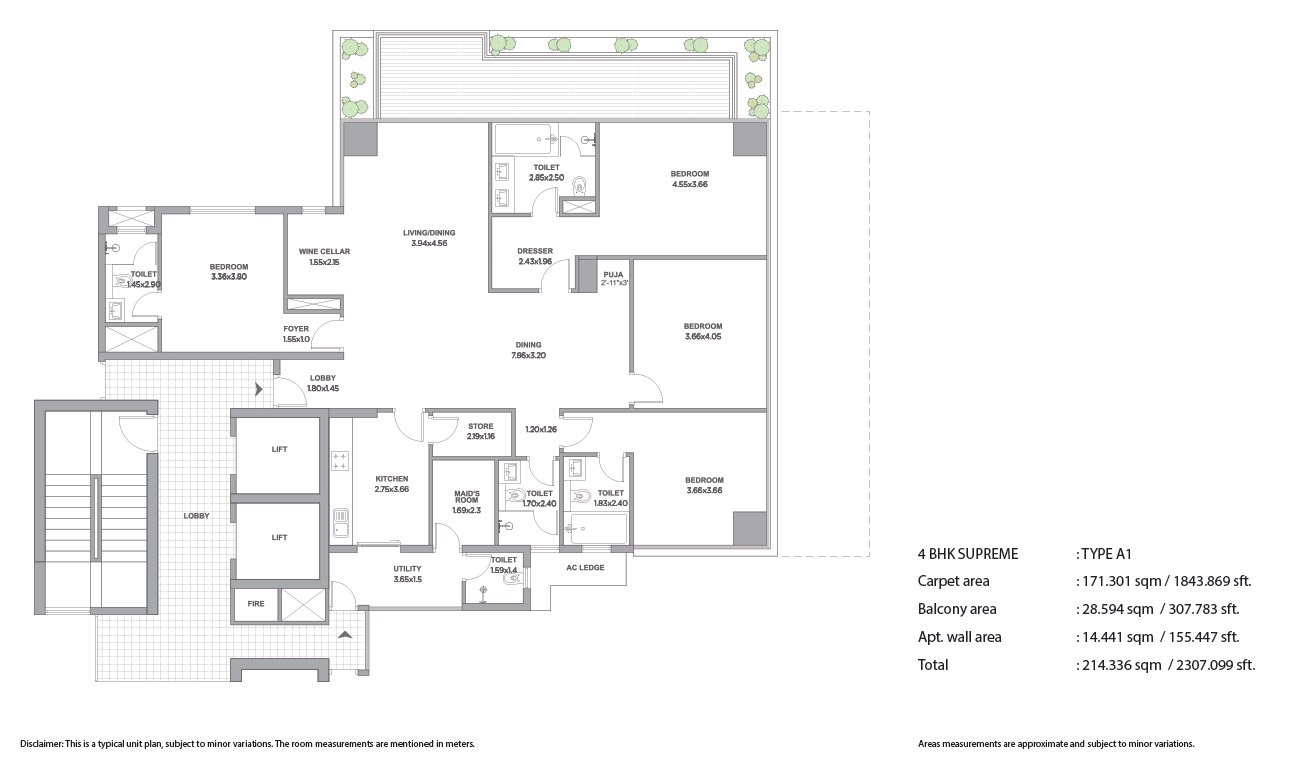 TOILET
2.85x2.50
BEDROOM
4.55x3.66
LIVING/DINING
3.94x4.56
WINE CELLAR
1.55x2.15
DRESSER
2.43x1.96
BEDROOM
3.36x3.80
TOILET
1.45x2.90
PUJA
2'-11"x3'
FOYER
1.55x1.0
BEDROOM
3.66x4.05
DINING
7.86x3.20
LOBBY
1.80x1.45
STORE
2.19x1.16
1.20x1.26
LIFT
KITCHEN
2.75x3.66
MAID'S
ROOM
1.69x2.3
TOILET
1.70x2.40
TOILET
1.83x2.40
BEDROOM
3.66x3.66
LOBBY
LIFT
UTILITY
3.65x1.5
TOILET
1.59x1.4
AC LEDGE
FIRE
4 BHK SUPREME : TYPE A1
Carpet area : 171.301 sqm / 1843.869 sft.
Balcony area : 28.594 sqm / 307.783 sft.
Apt. wall area : 14.441 sqm / 155.447 sft.
Total : 214.336 sqm / 2307.099 sft.
Disclaimer: This is a typical unit plan, subject to minor variations. The room measurements are mentioned in meters.
Areas measurements are approximate and subject to minor variations.